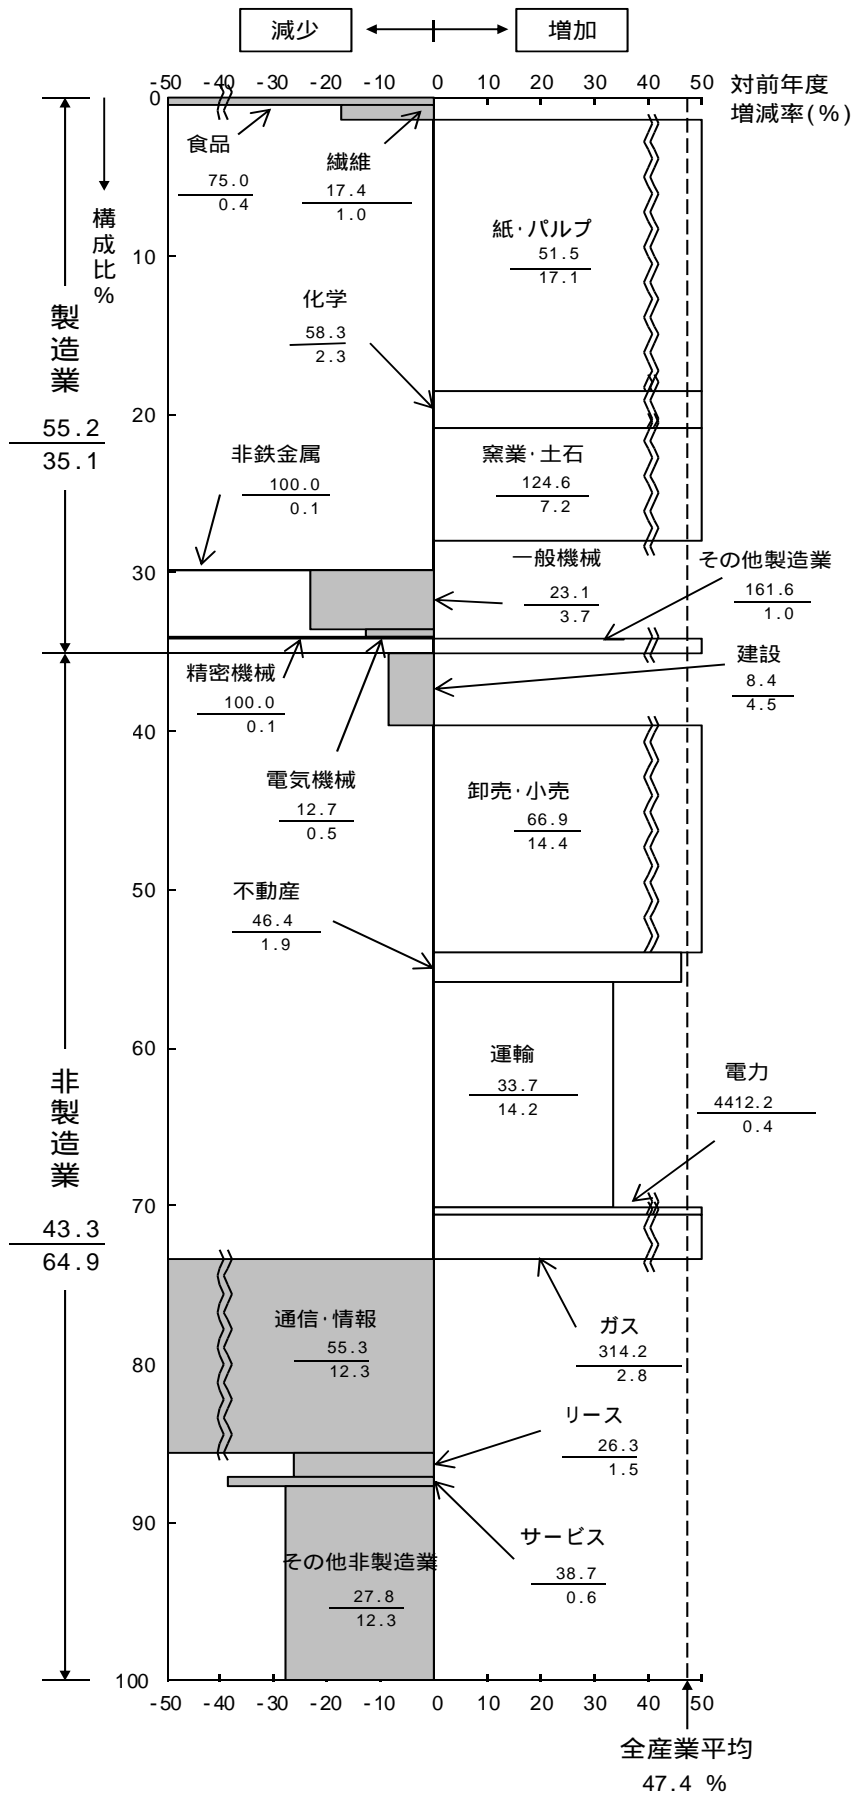 減少
増加
-50 -40 -30 -20 -10 0 10 20 30 40 50
対前年度
増減率(%)
0
食品
75.0
0.4
繊維
17.4
1.0
構成比%
紙・パルプ
51.5
17.1
10
化学
58.3
2.3
製造業
55.2
35.1
20
非鉄金属
100.0
0.1
窯業・土石
124.6
7.2
30
一般機械
23.1
3.7
その他製造業
161.6
1.0
建設
8.4
4.5
精密機械
100.0
0.1
40
電気機械
12.7
0.5
卸売・小売
66.9
14.4
50
不動産
46.4
1.9
60
運輸
33.7
14.2
電力
4412.2
0.4
非製造業
43.3
64.9
70
通信・情報
55.3
12.3
ガス
314.2
2.8
80
リース
26.3
1.5
90
サービス
38.7
0.6
その他非製造業
27.8
12.3
100
-50 -40 -30 -20 -10 0 10 20 30 40 50
全産業平均
47.4 %